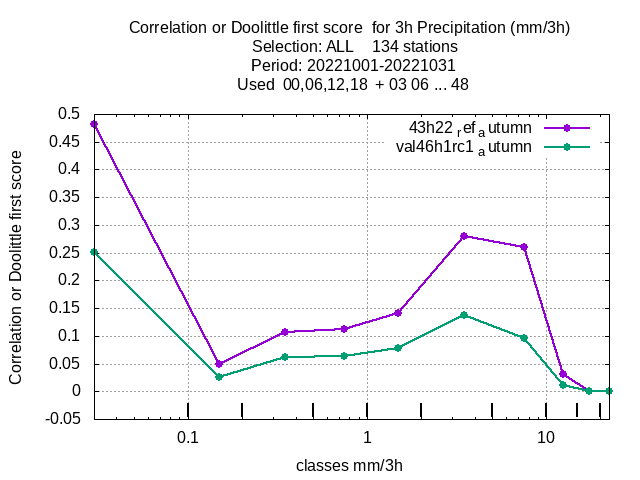 Correlation or Doolittle first score  for 3h Precipitation (mm/3h)
Selection: ALL    134 stations
Period: 20221001-20221031
Used  00,06,12,18  + 03 06 ... 48
43h22 refa utumn
val46h1rc1 a utumn
0.5
0.45
0.4
0.35
0.3
0.25
0.2
0.15
0.1
0.05
0
-0.05
Correlation or Doolittle first score
0.1 1 10
classes mm/3h